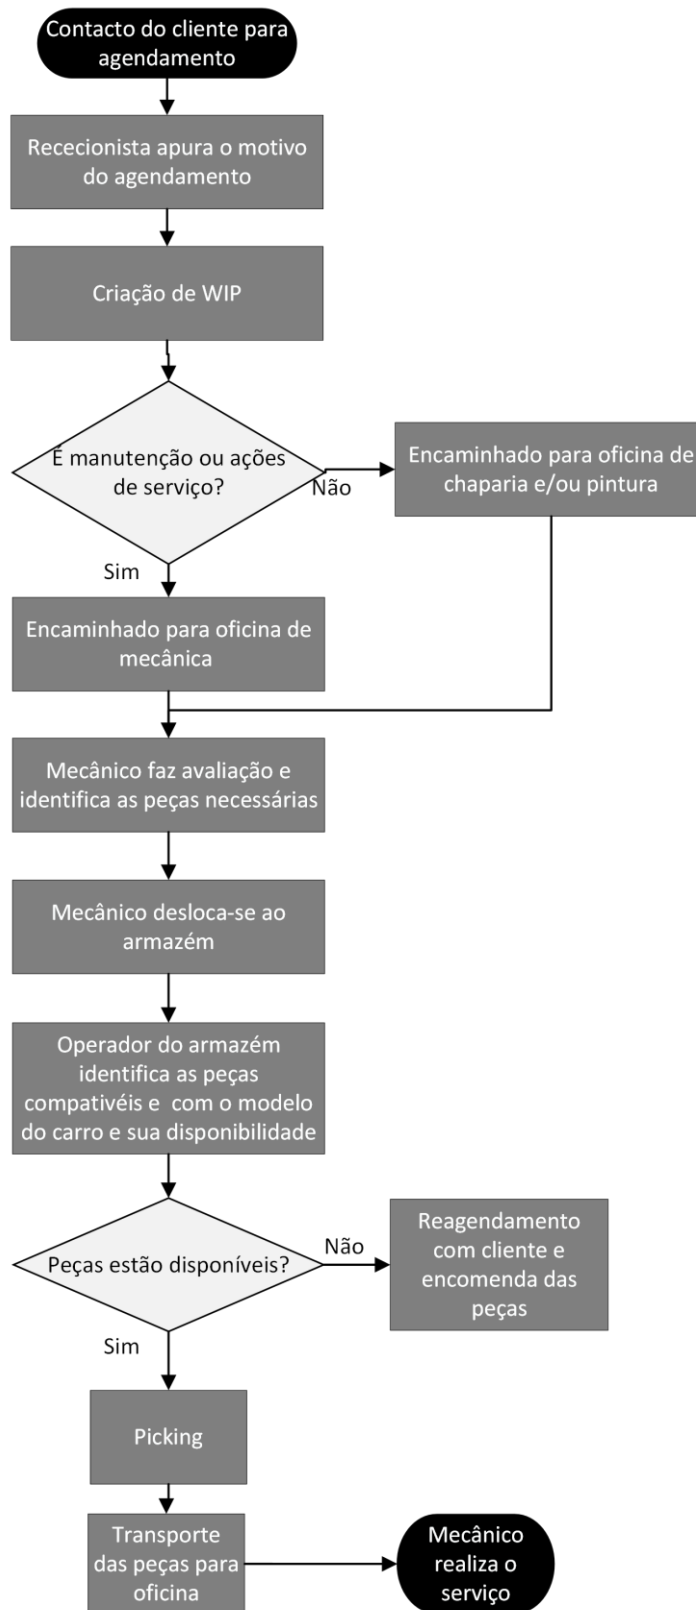 Contacto do cliente para
agendamento
Rececionista apura o motivo
do agendamento
Criação de WIP
É manutenção ou ações
de serviço?
Não
Encaminhado para oficina de
chaparia e/ou pintura
Sim
Encaminhado para oficina de
mecânica
Mecânico faz avaliação e
identifica as peças necessárias
Mecânico desloca-se ao
armazém
Operador do armazém
identifica as peças
compativéis e com o modelo
do carro e sua disponibilidade
Peças estão disponíveis?
Não
Reagendamento
com cliente e
encomenda das
peças
Sim
Picking
Transporte
das peças para
oficina
Mecânico
realiza o
serviço